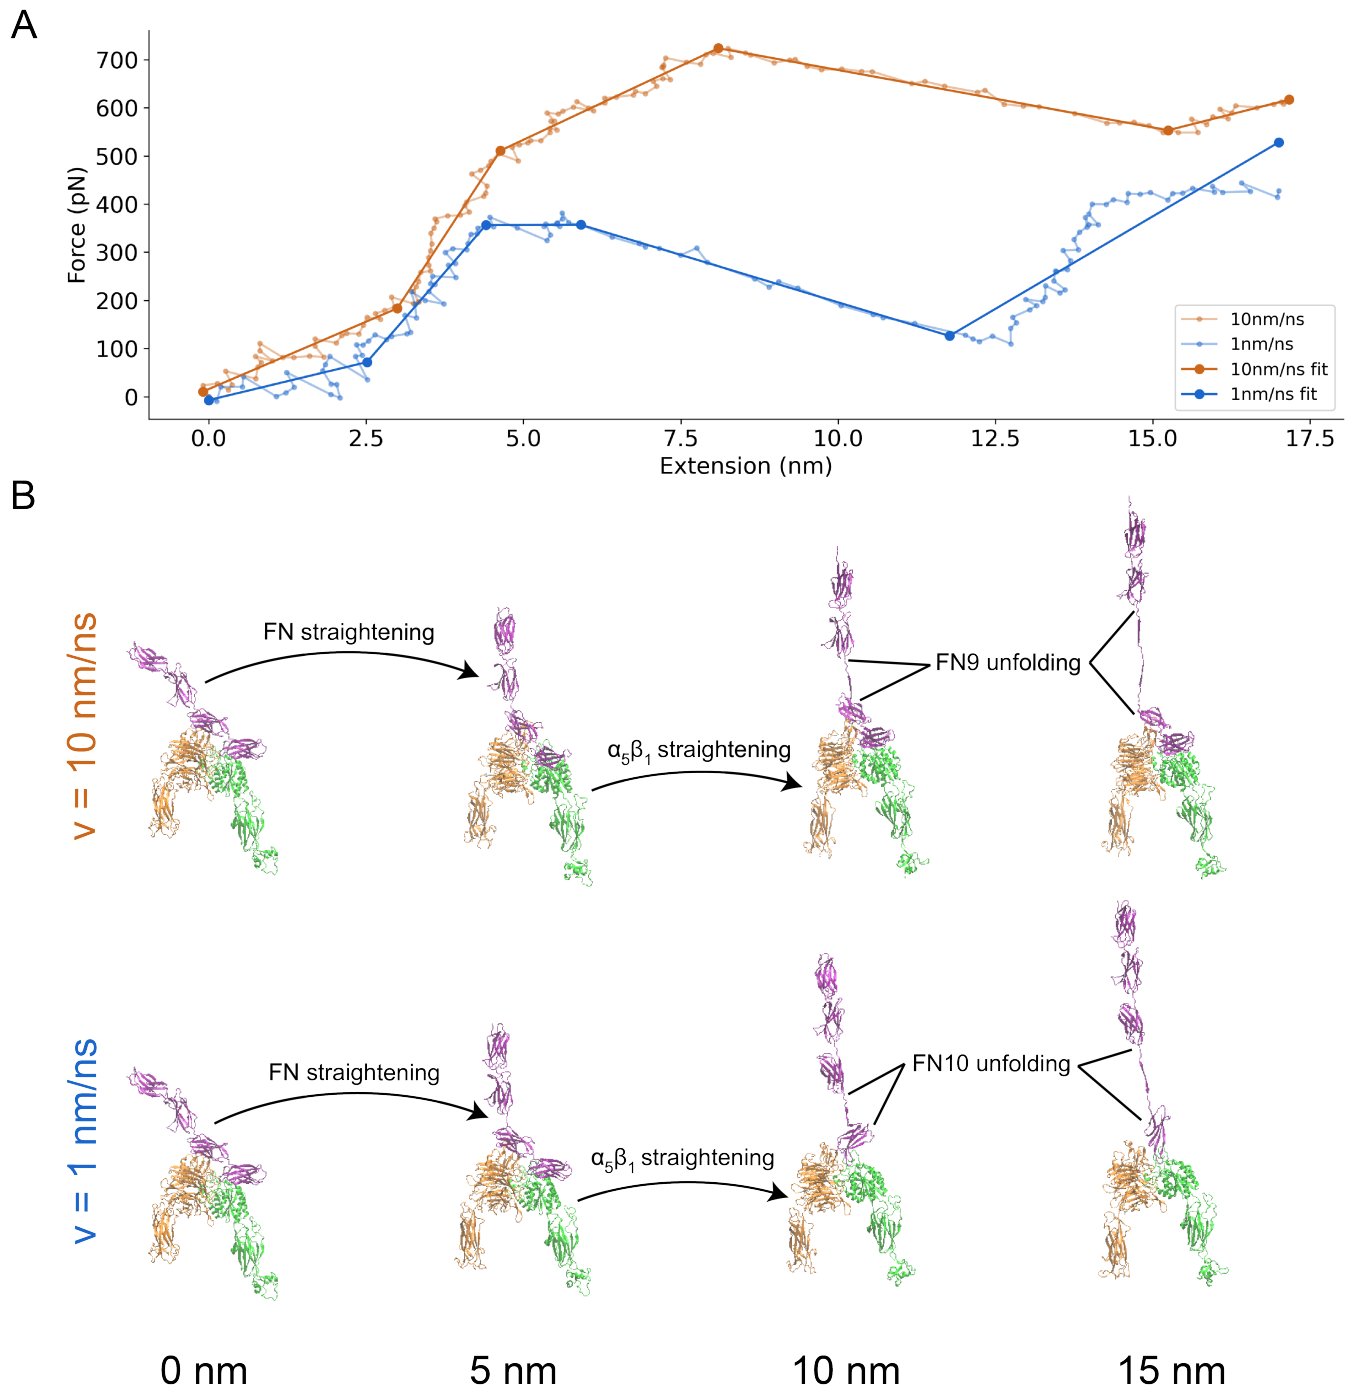 A
700
600
500
400
300
200
100
0
Force (pN)
0.0 2.5 5.0 7.5 10.0 12.5 15.0 17.5
Extension (nm)
10nm/ns
1nm/ns
10nm/ns fit
1nm/ns fit
B
v = 10 nm/ns
FN straightening
α5β1 straightening
FN9 unfolding
v = 1 nm/ns
FN straightening
α5β1 straightening
FN10 unfolding
0 nm 5 nm 10 nm 15 nm